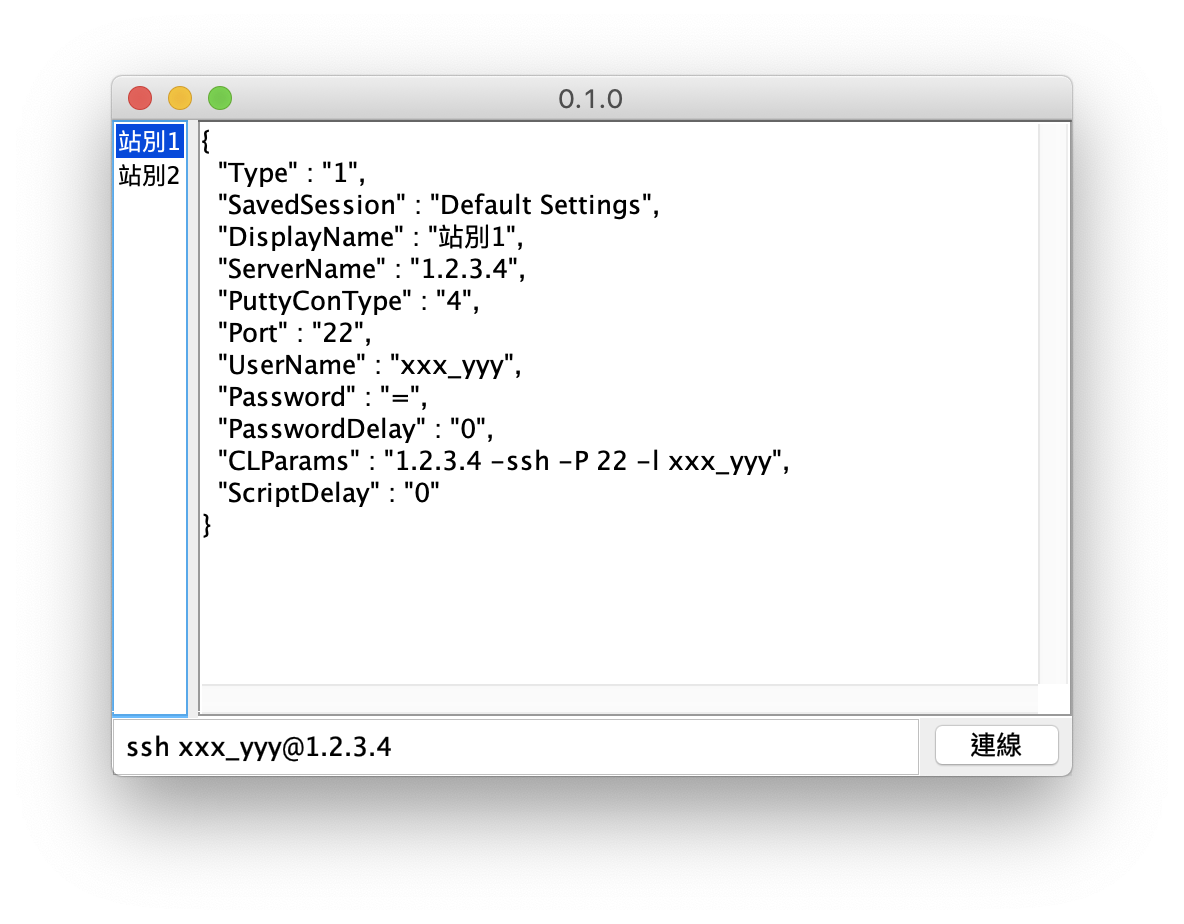 0.1.0
站別1
站別2
{
"Type" : "1",
"SavedSession" : "Default Settings",
"DisplayName" : "站別1",
"ServerName" : "1.2.3.4",
"PuttyConType" : "4",
"Port" : "22",
"UserName" : "xxx_yyy",
"Password" : "=",
"PasswordDelay" : "0",
"CLParams" : "1.2.3.4 -ssh -P 22 -l xxx_yyy",
"ScriptDelay" : "0"
}
ssh xxx_yyy@1.2.3.4
連線